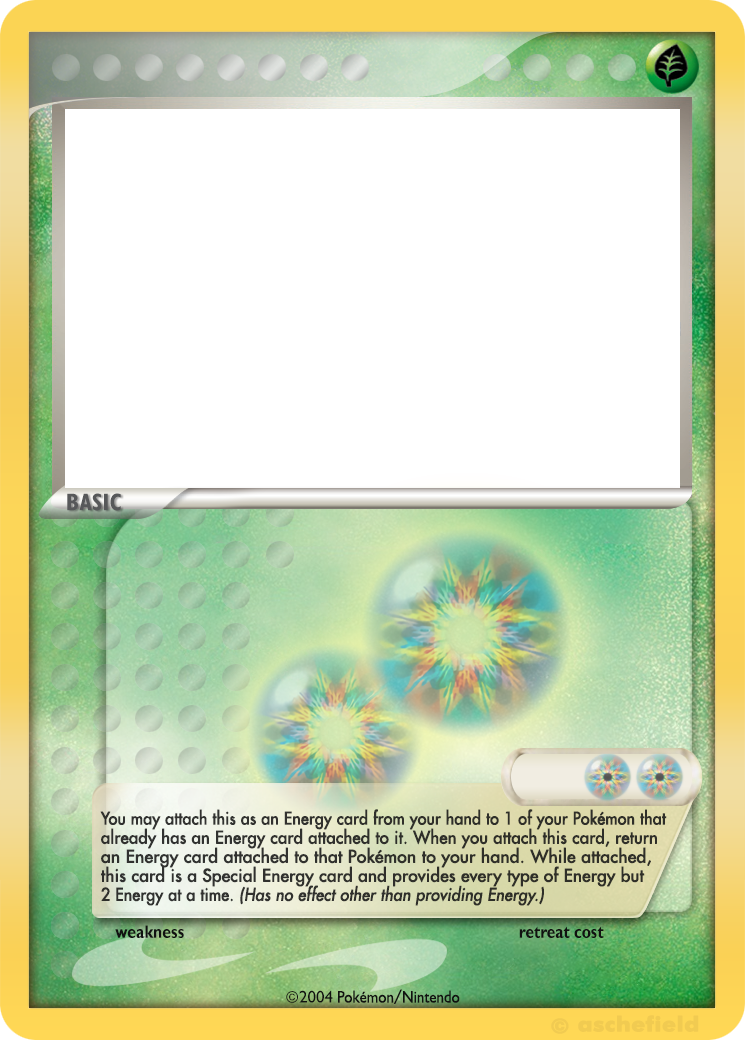 BASIC
You may attach this as an Energy card from your hand to 1 of your Pokémon that
already has an Energy card attached to it. When you attach this card, return
an Energy card attached to that Pokémon to your hand. While attached,
this card is a Special Energy card and provides every type of Energy but
2 Energy at a time. (Has no effect other than providing Energy.)
weakness
retreat cost
©2004 Pokémon/Nintendo
© aschefield